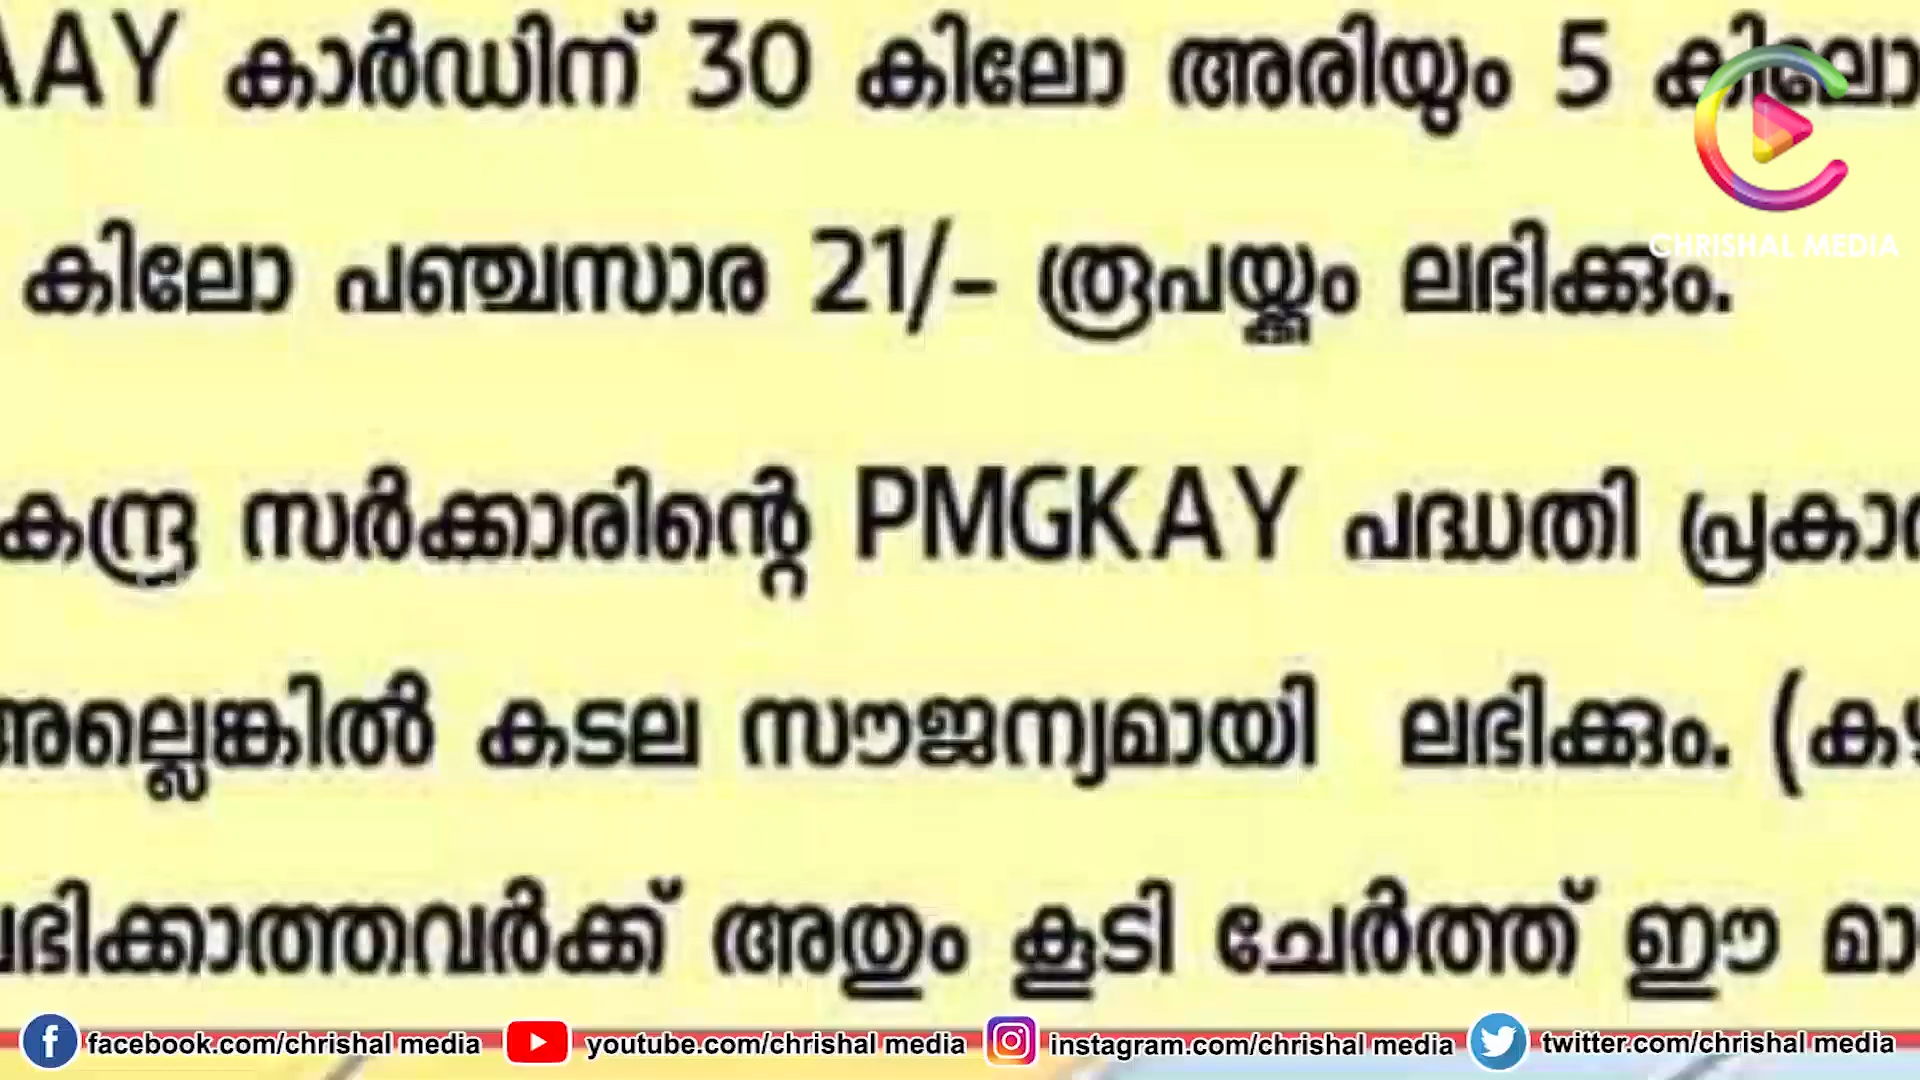 AAY കാർഡിന് 30 കിലോ അരിയും 5 കിലോ
കിലോ പഞ്ചസാര 21/- രൂപയ്ക്കും ലഭിക്കും.
കേന്ദ്ര സർക്കാരിന്റെ PMGKAY പദ്ധതി
അല്ലെങ്കിൽ കടല സൗജന്യമായി ലഭിക്കും.
ലഭിക്കാത്തവർക്ക് അതും കൂടി ചേർത്ത് ഈ
CHRISHAL MEDIA
facebook.com/chrishal media youtube.com/chrishal media instagram.com/chrishal media twitter.com/chrishal media